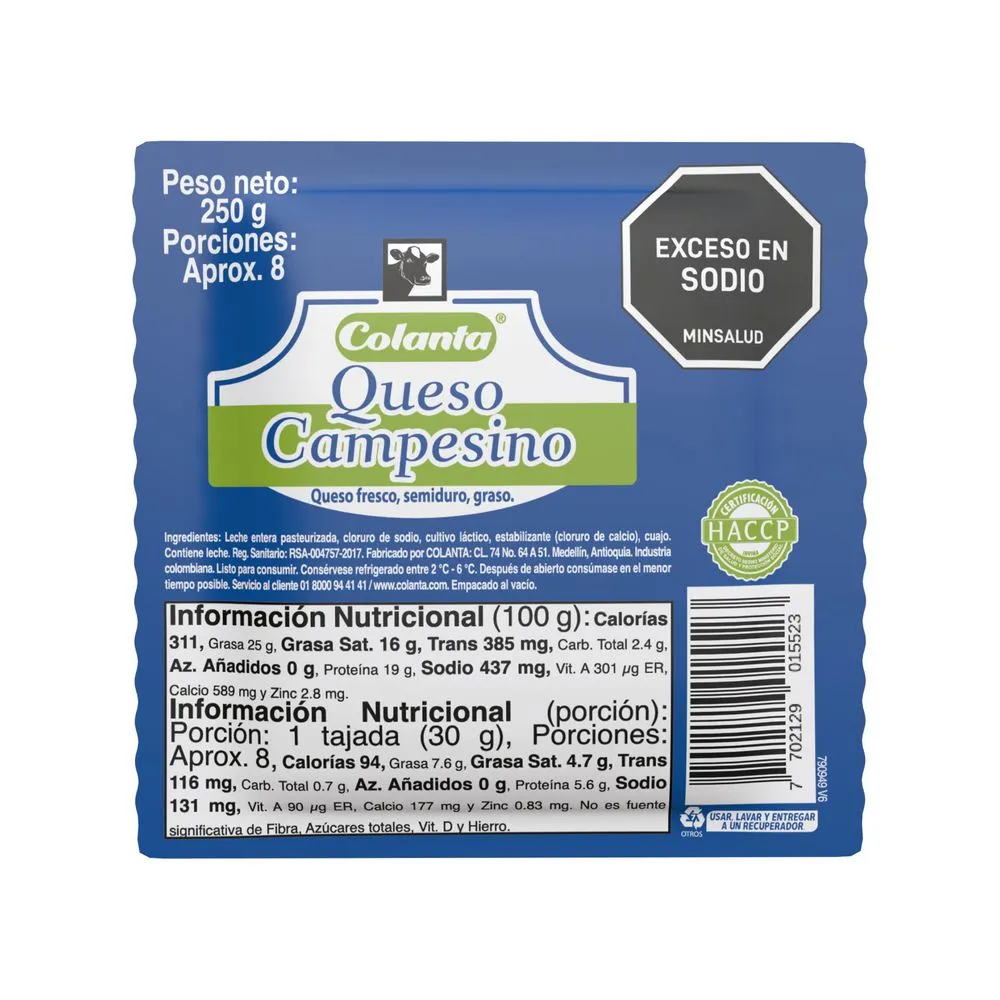 Peso neto:
250 g
Porciones:
Aprox. 8
EXCESO EN
SODIO
MINSALUD
Colanta®
Queso
Campesino
Queso fresco, semiduro, graso.
Ingredientes: Leche entera pasteurizada, cloruro de sodio, cultivo láctico, estabilizante (cloruro de calcio), cuajo.
Contiene leche. Reg. Sanitario: RSA-004757-2017. Fabricado por COLANTA: CL. 74 No. 64 A 51. Medellín, Antioquia. Industria
colombiana. Listo para consumir. Consérvese refrigerado entre 2 °C - 6 °C. Después de abierto consúmase en el menor
tiempo posible. Servicio al cliente 01 8000 94 41 41 / www.colanta.com. Empacado al vacío.
CERTIFICACIÓN
HACCP
INVIMA
Información Nutricional (100 g): Calorías
311, Grasa 25 g, Grasa Sat. 16 g, Trans 385 mg, Carb. Total 2.4 g,
Az. Añadidos 0 g, Proteína 19 g, Sodio 437 mg, Vit. A 301 µg ER,
Calcio 589 mg y Zinc 2.8 mg.
Información Nutricional (porción):
Porción: 1 tajada (30 g), Porciones:
Aprox. 8, Calorías 94, Grasa 7.6 g, Grasa Sat. 4.7 g, Trans
116 mg, Carb. Total 0.7 g, Az. Añadidos 0 g, Proteína 5.6 g, Sodio
131 mg, Vit. A 90 µg ER, Calcio 177 mg y Zinc 0.83 mg. No es fuente
significativa de Fibra, Azúcares totales, Vit. D y Hierro.
7 702129 015523
790949 V6
7
OTROS
USAR, LAVAR Y ENTREGAR
A UN RECUPERADOR